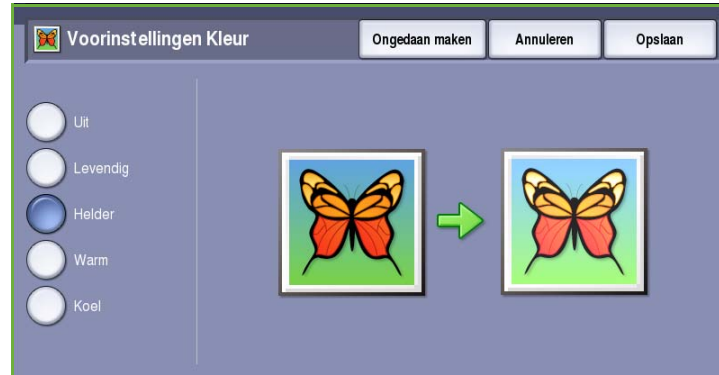 Voorinstellingen Kleur
Ongedaan maken
Annuleren
Opslaan
Uit
Levendig
Helder
Warm
Koel